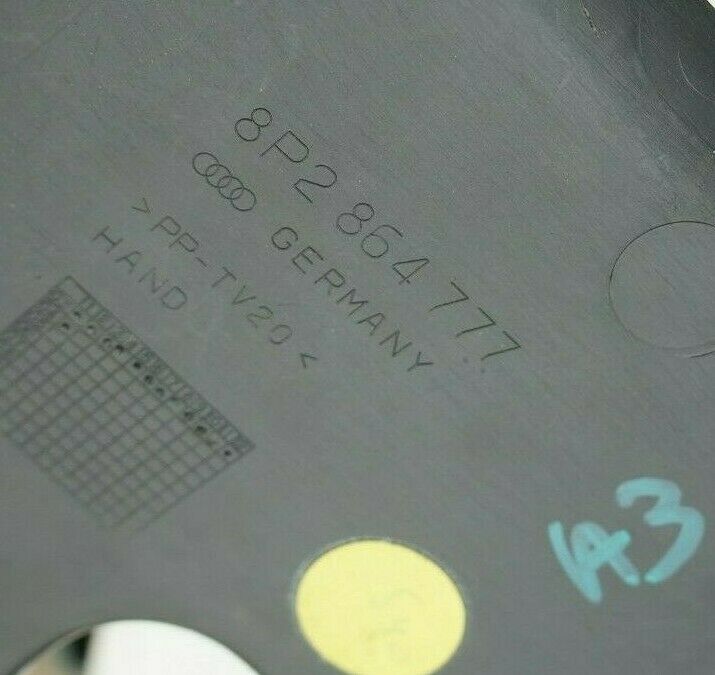 8P2 864 777
GERMANY
>PP-TV20<
HAND
A3